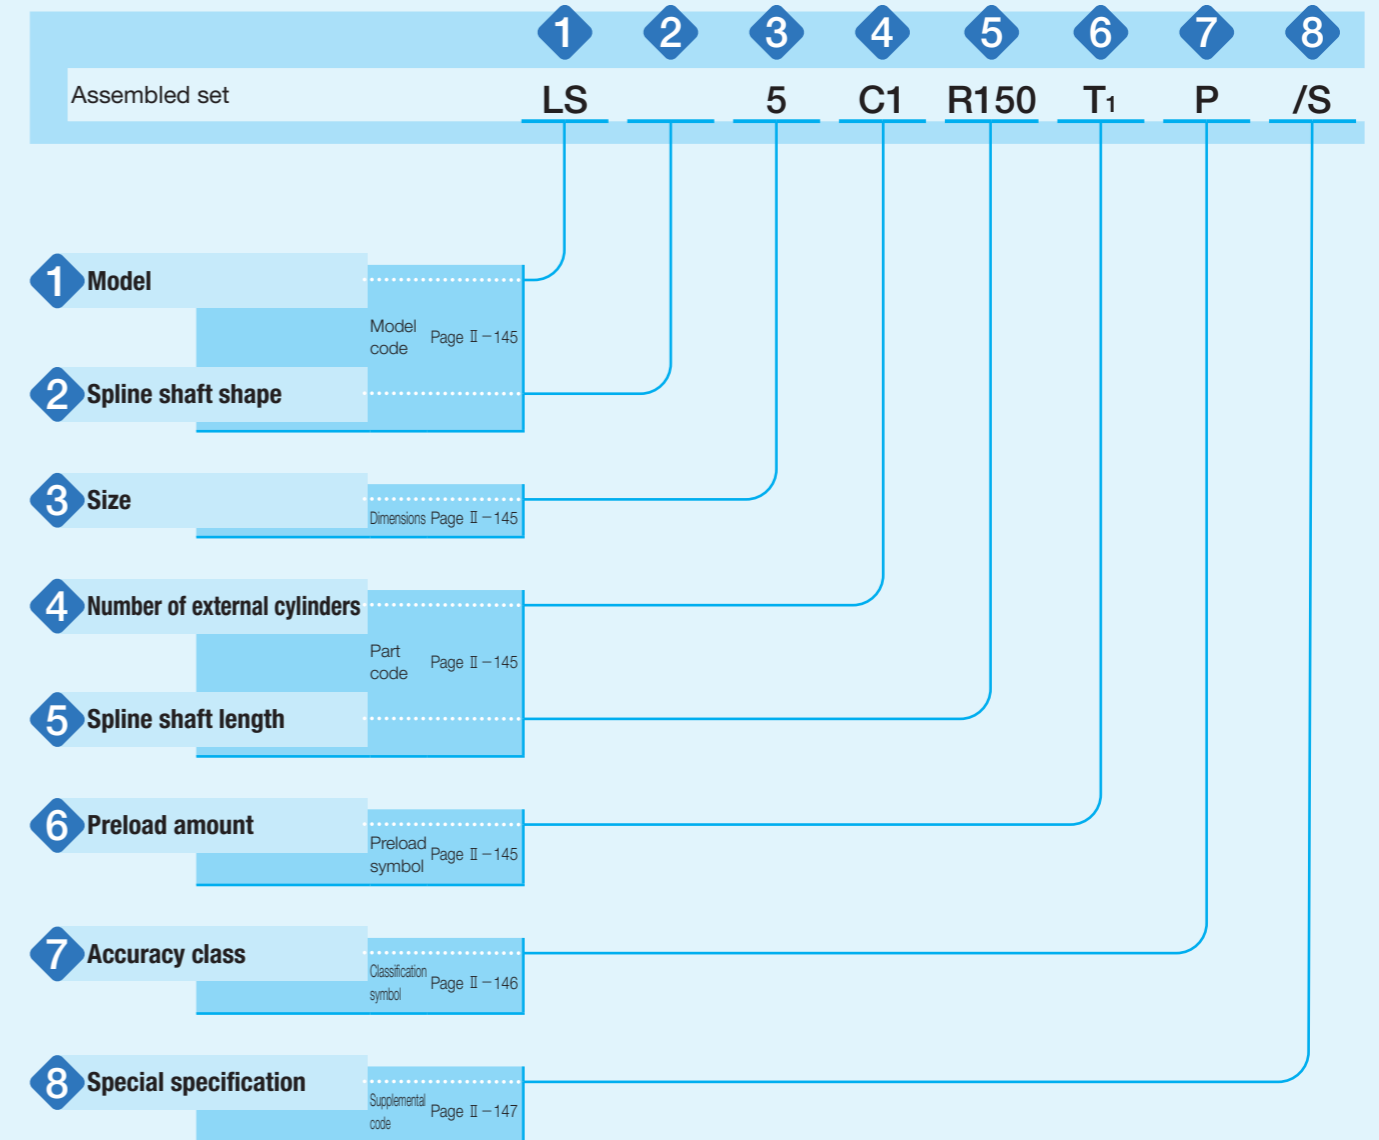 1 2 3 4 5 6 7 8
Assembled set LS 5 C1 R150 T1 P /S
1 Model
Model code Page Ⅱ-145
2 Spline shaft shape
3 Size
Dimensions Page Ⅱ-145
4 Number of external cylinders
Part code Page Ⅱ-145
5 Spline shaft length
6 Preload amount
Preload symbol Page Ⅱ-145
7 Accuracy class
Classification symbol Page Ⅱ-146
8 Special specification
Supplemental code Page Ⅱ-147